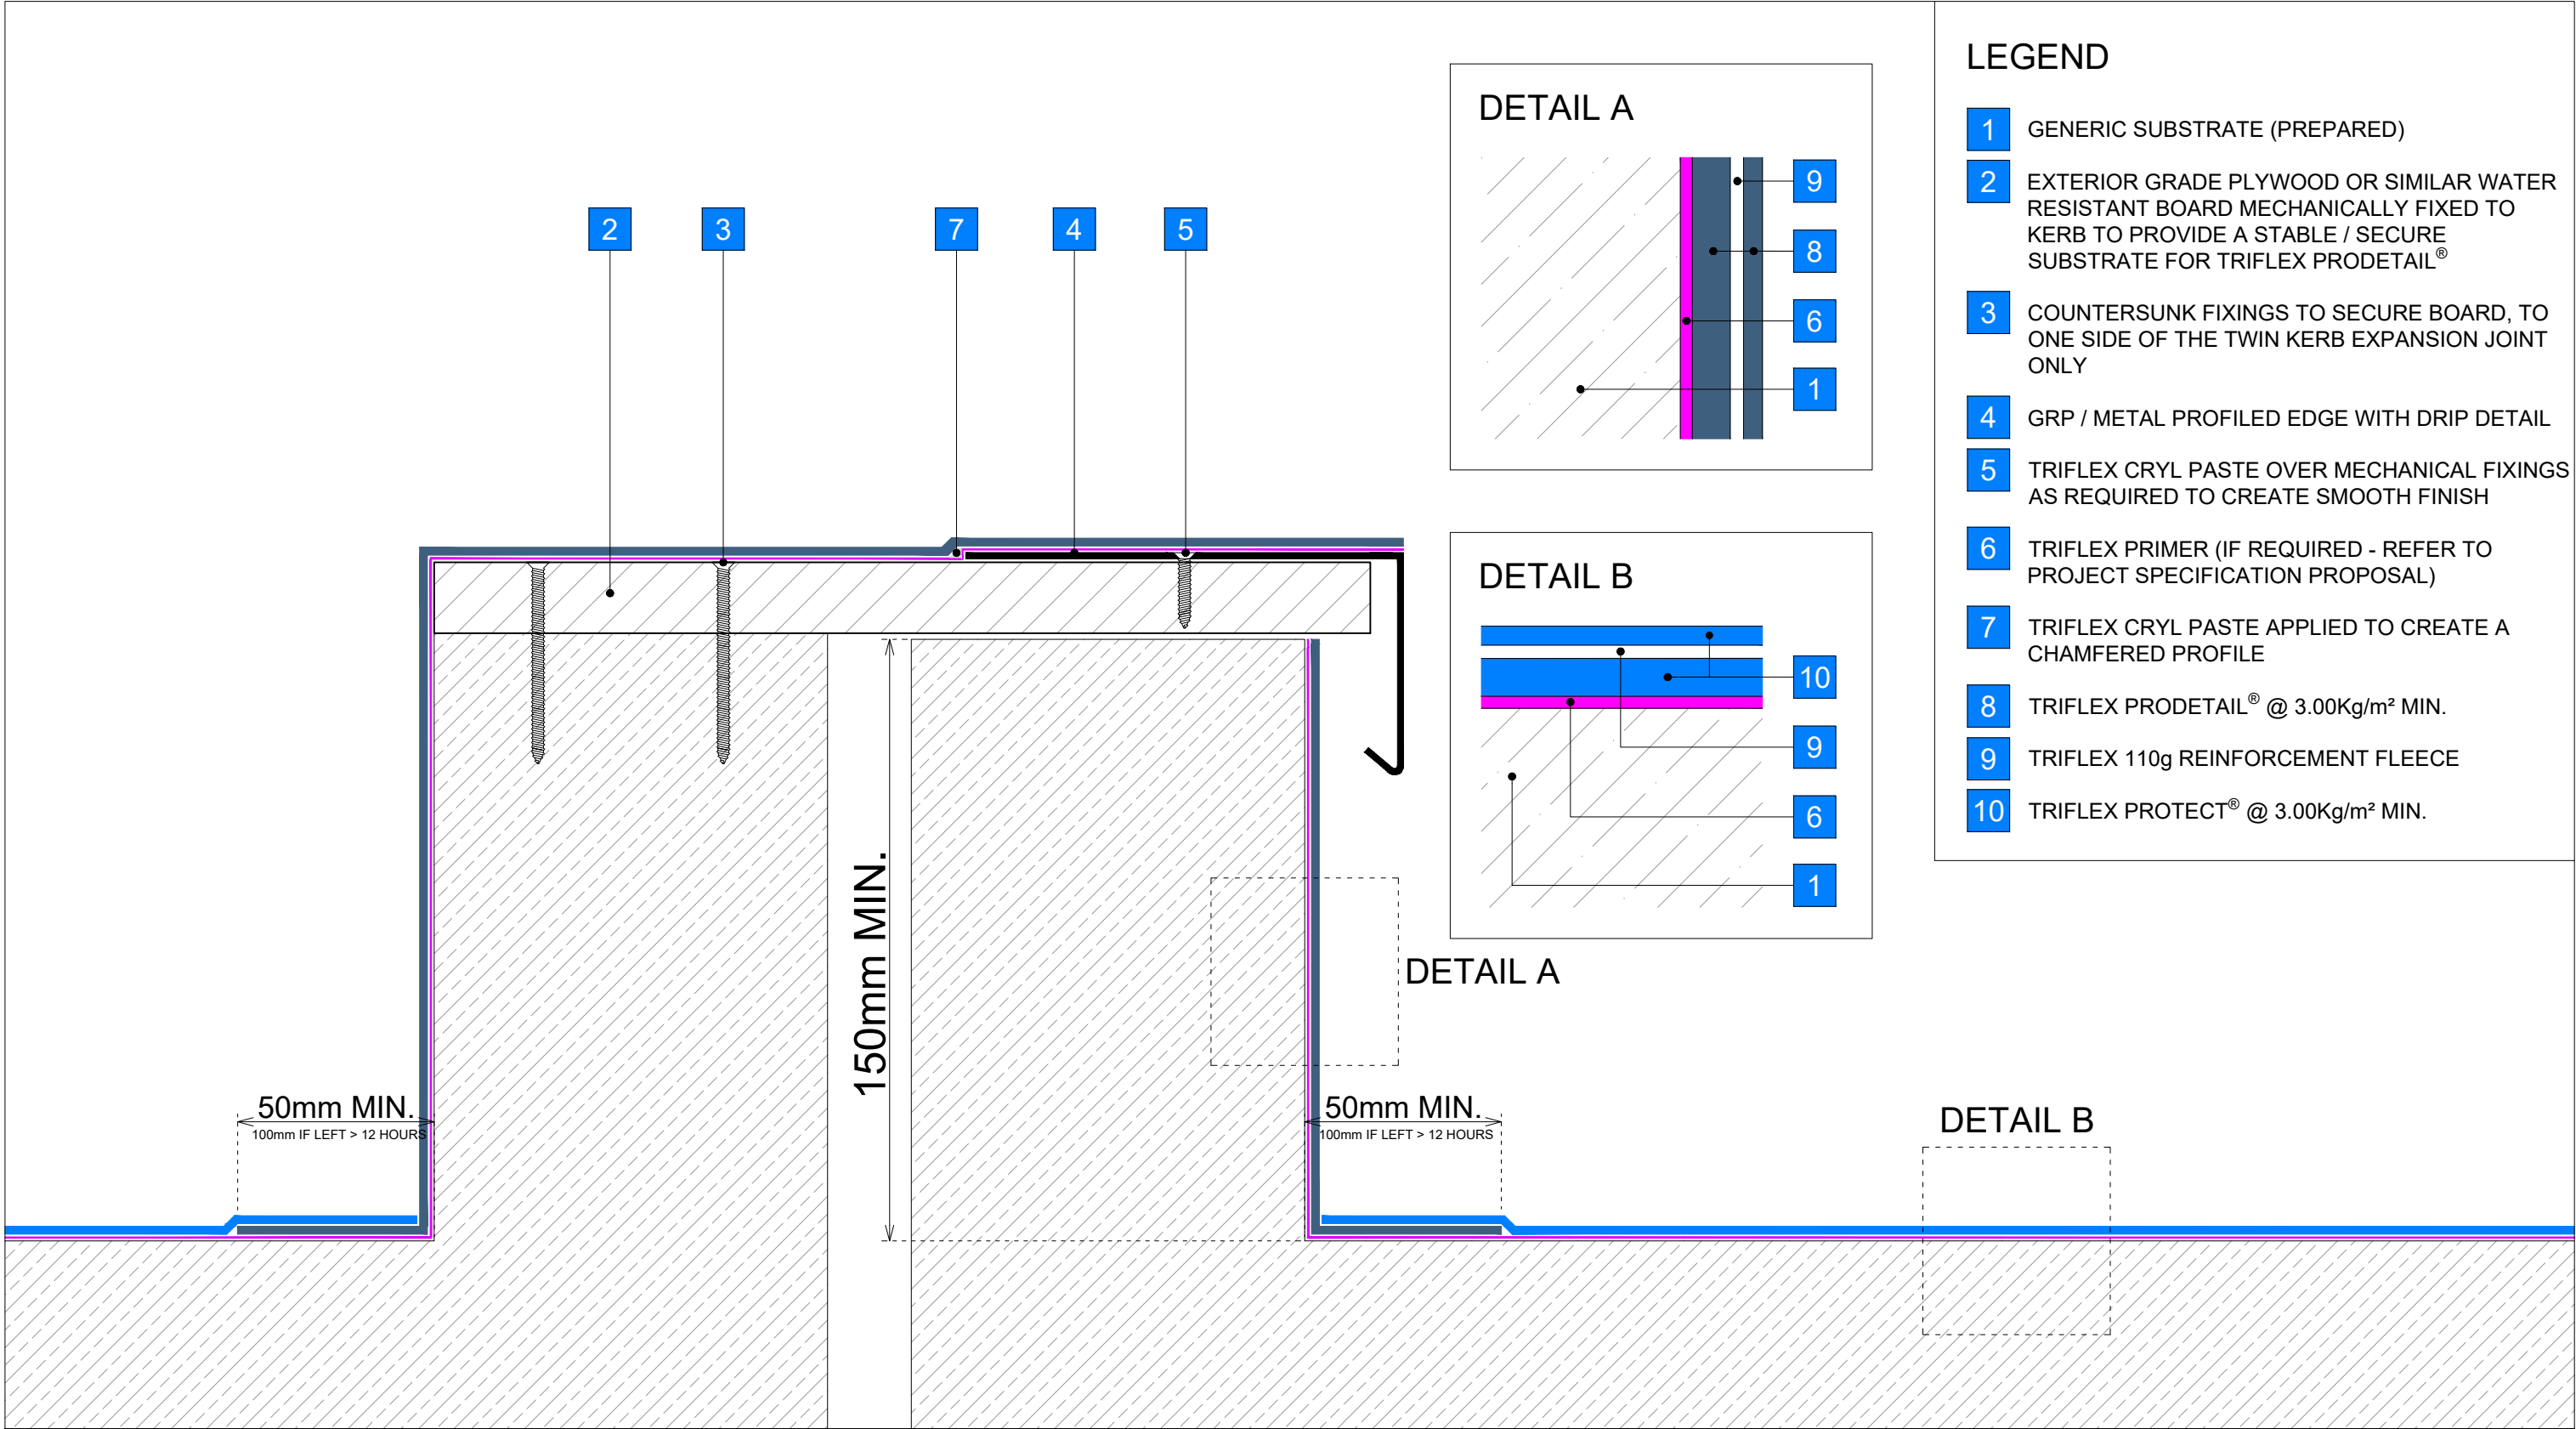 2
3
7
4
5
150mm MIN.
50mm MIN.
100mm IF LEFT > 12 HOURS
50mm MIN.
100mm IF LEFT > 12 HOURS
DETAIL A
DETAIL B
DETAIL A
9
8
6
1
DETAIL B
10
9
6
1
LEGEND
1 GENERIC SUBSTRATE (PREPARED)
2 EXTERIOR GRADE PLYWOOD OR SIMILAR WATER
RESISTANT BOARD MECHANICALLY FIXED TO
KERB TO PROVIDE A STABLE / SECURE
SUBSTRATE FOR TRIFLEX PRODETAIL®
3 COUNTERSUNK FIXINGS TO SECURE BOARD, TO
ONE SIDE OF THE TWIN KERB EXPANSION JOINT
ONLY
4 GRP / METAL PROFILED EDGE WITH DRIP DETAIL
5 TRIFLEX CRYL PASTE OVER MECHANICAL FIXINGS
AS REQUIRED TO CREATE SMOOTH FINISH
6 TRIFLEX PRIMER (IF REQUIRED - REFER TO
PROJECT SPECIFICATION PROPOSAL)
7 TRIFLEX CRYL PASTE APPLIED TO CREATE A
CHAMFERED PROFILE
8 TRIFLEX PRODETAIL® @ 3.00Kg/m² MIN.
9 TRIFLEX 110g REINFORCEMENT FLEECE
10 TRIFLEX PROTECT® @ 3.00Kg/m² MIN.